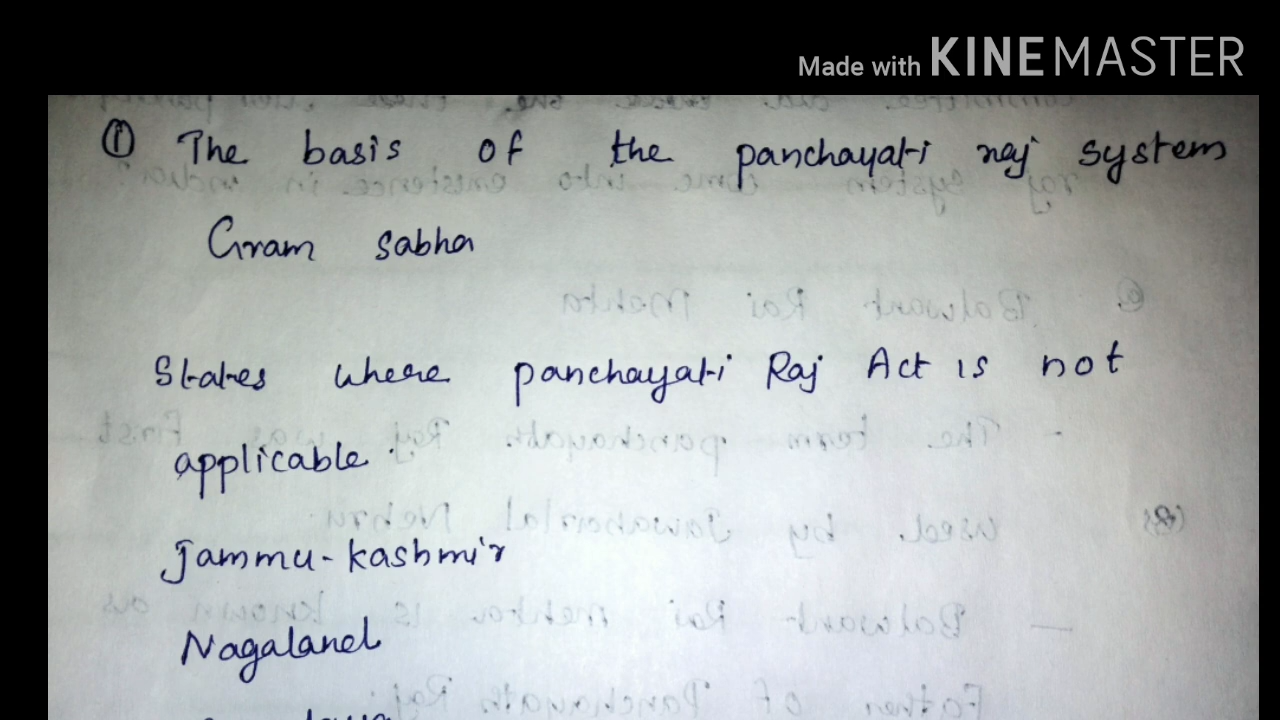 Made with KINEMASTER
① The basis of the panchayati raj system
Gram sabha
States where panchayati Raj Act is not
applicable.
Jammu-kashmir
Nagaland